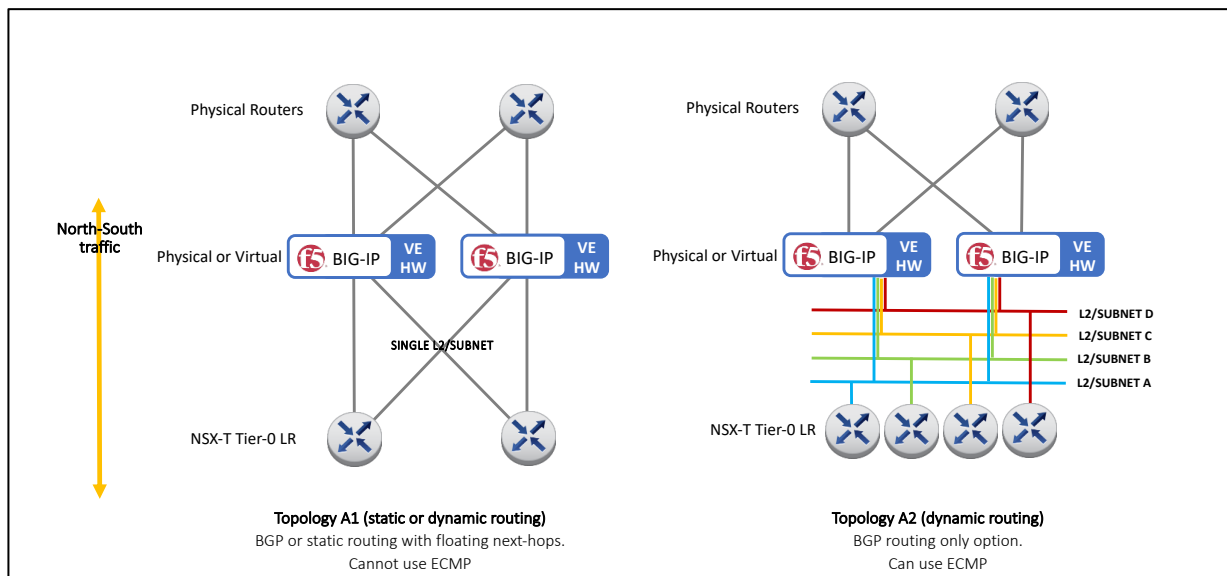 Physical Routers
North-South
traffic
Physical or Virtual
f5 BIG-IP
VE
HW
f5 BIG-IP
VE
HW
SINGLE L2/SUBNET
NSX-T Tier-0 LR
Topology A1 (static or dynamic routing)
BGP or static routing with floating next-hops.
Cannot use ECMP
Physical Routers
Physical or Virtual
f5 BIG-IP
VE
HW
f5 BIG-IP
VE
HW
L2/SUBNET D
L2/SUBNET C
L2/SUBNET B
L2/SUBNET A
NSX-T Tier-0 LR
Topology A2 (dynamic routing)
BGP routing only option.
Can use ECMP